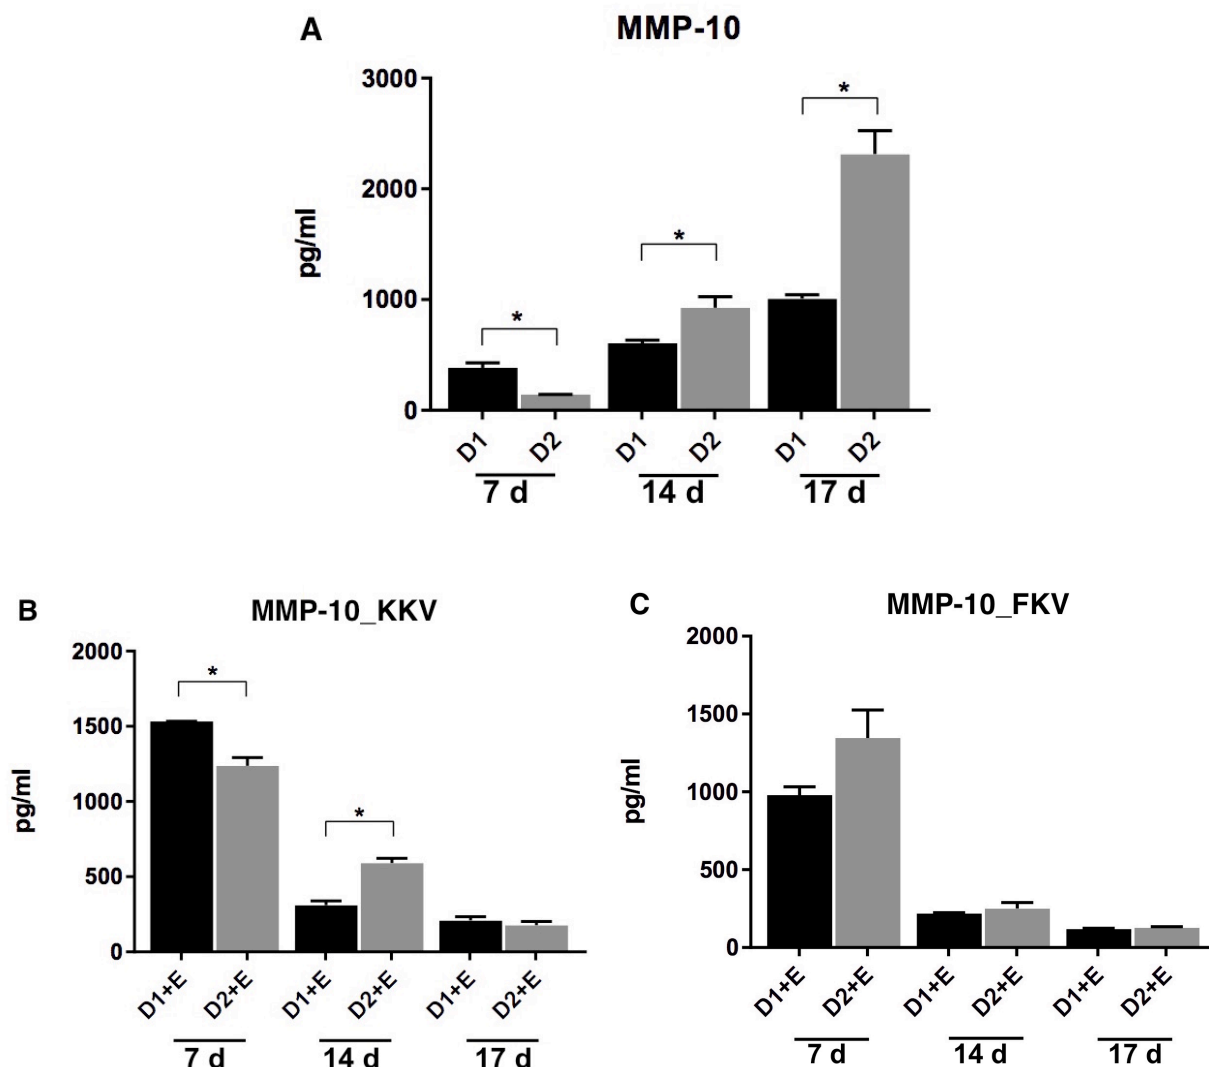 A
MMP-10
3000
*
2000
pg/ml
*
1000
*
0
D1 D2 D1 D2 D1 D2
7 d 14 d 17 d
B
MMP-10_KKV
2000
*
1500
pg/ml
1000
*
500
0
D1+E D2+E D1+E D2+E D1+E D2+E
7 d 14 d 17 d
C
MMP-10_FKV
2000
1500
pg/ml
1000
500
0
D1+E D2+E D1+E D2+E D1+E D2+E
7 d 14 d 17 d